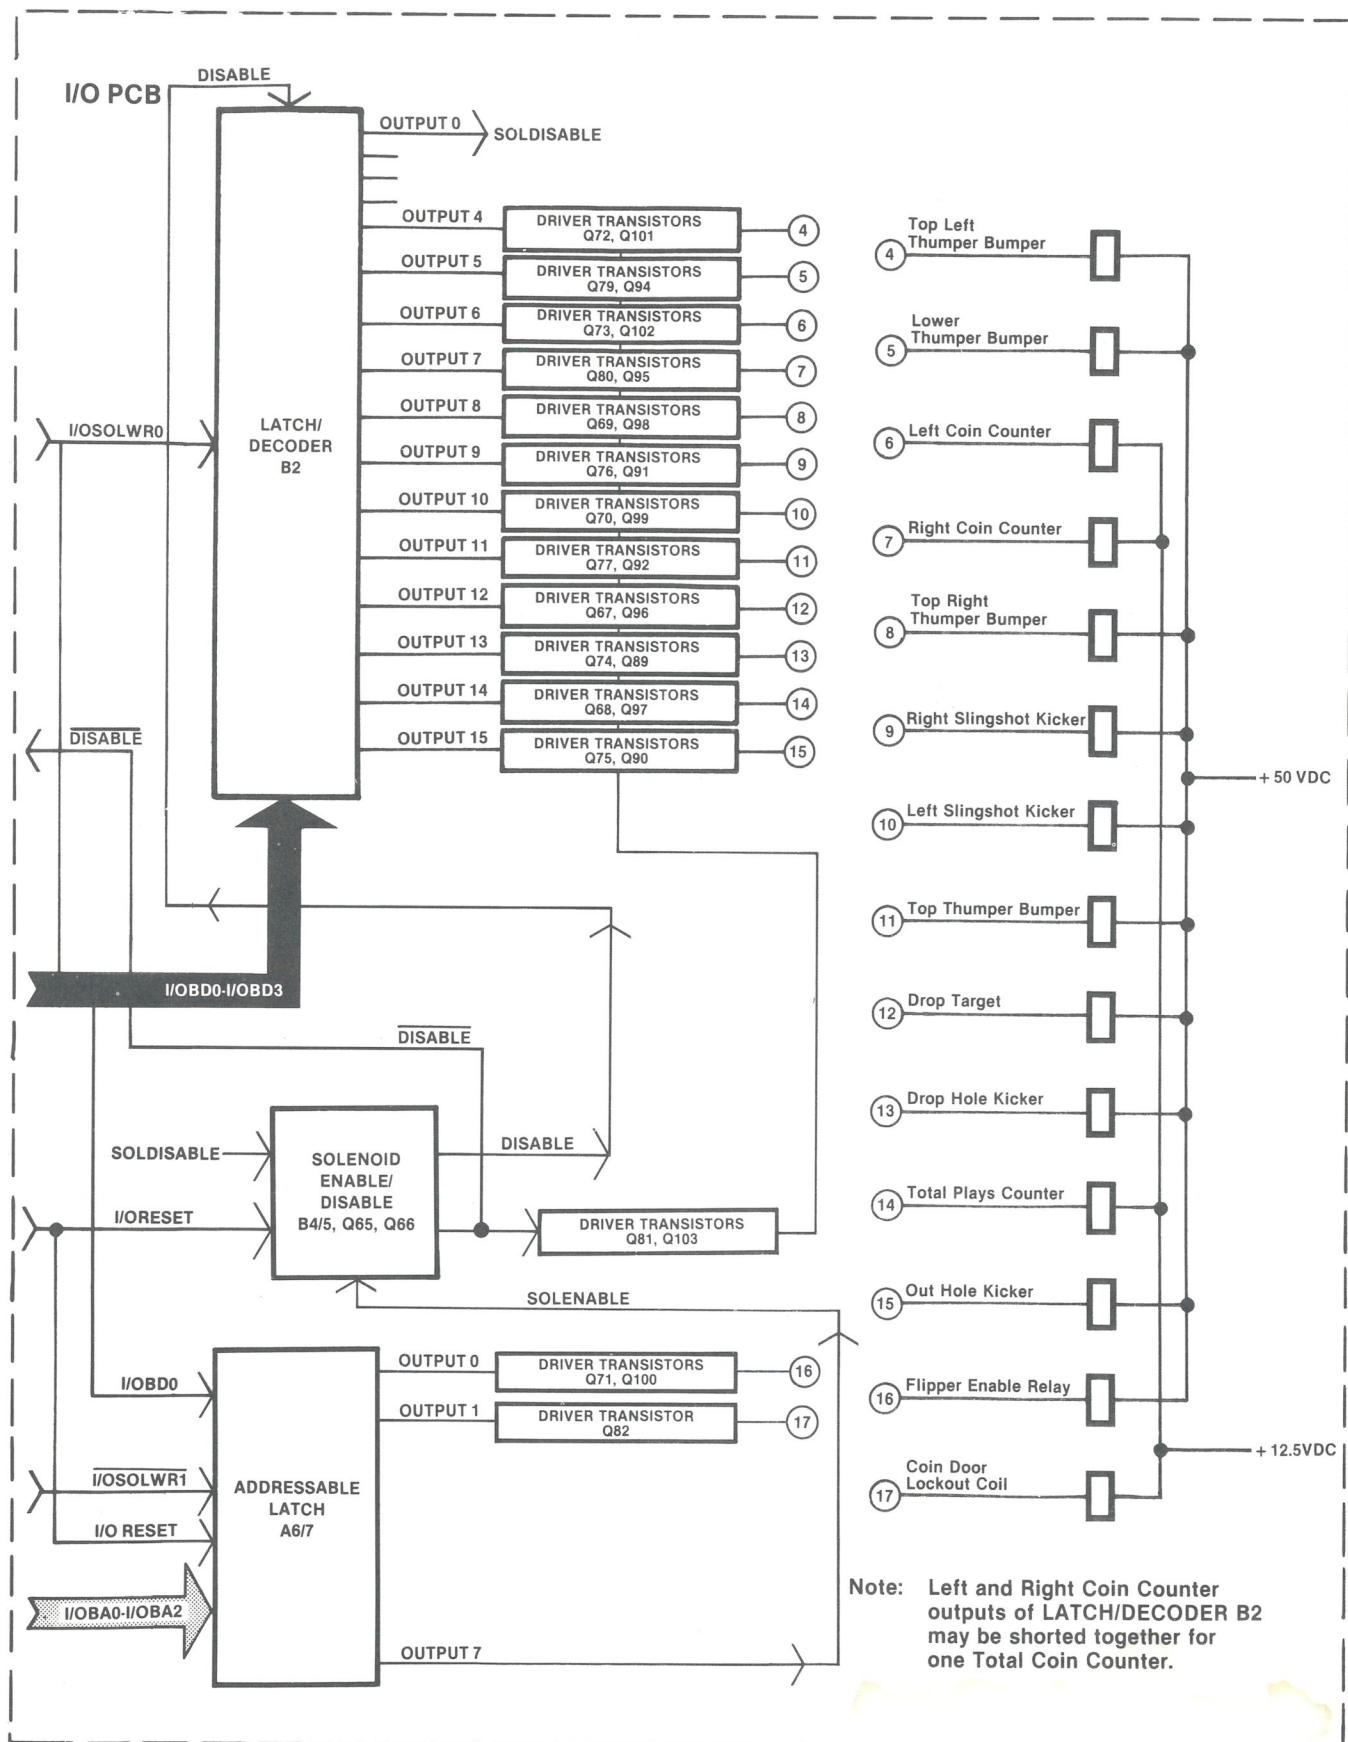 I/O PCB
DISABLE
OUTPUT 0
SOLDISABLE
LATCH/
DECODER
B2
I/OSOLWR0
OUTPUT 4
DRIVER TRANSISTORS
Q72, Q101
4
OUTPUT 5
DRIVER TRANSISTORS
Q79, Q94
5
OUTPUT 6
DRIVER TRANSISTORS
Q73, Q102
6
OUTPUT 7
DRIVER TRANSISTORS
Q80, Q95
7
OUTPUT 8
DRIVER TRANSISTORS
Q69, Q98
8
OUTPUT 9
DRIVER TRANSISTORS
Q76, Q91
9
OUTPUT 10
DRIVER TRANSISTORS
Q70, Q99
10
OUTPUT 11
DRIVER TRANSISTORS
Q77, Q92
11
OUTPUT 12
DRIVER TRANSISTORS
Q67, Q96
12
OUTPUT 13
DRIVER TRANSISTORS
Q74, Q89
13
OUTPUT 14
DRIVER TRANSISTORS
Q68, Q97
14
OUTPUT 15
DRIVER TRANSISTORS
Q75, Q90
15
DISABLE
I/OBD0-I/OBD3
DISABLE
SOLDISABLE
SOLENOID
ENABLE/
DISABLE
B4/5, Q65, Q66
DISABLE
I/ORESET
DRIVER TRANSISTORS
Q81, Q103
SOLENABLE
I/OBD0
I/OSOLWR1
I/O RESET
I/OBA0-I/OBA2
ADDRESSABLE
LATCH
A6/7
OUTPUT 0
DRIVER TRANSISTORS
Q71, Q100
16
OUTPUT 1
DRIVER TRANSISTOR
Q82
17
OUTPUT 7
4
Top Left
Thumper Bumper
5
Lower
Thumper Bumper
6
Left Coin Counter
7
Right Coin Counter
8
Top Right
Thumper Bumper
9
Right Slingshot Kicker
+ 50 VDC
10
Left Slingshot Kicker
11
Top Thumper Bumper
12
Drop Target
13
Drop Hole Kicker
14
Total Plays Counter
15
Out Hole Kicker
16
Flipper Enable Relay
+ 12.5VDC
17
Coin Door
Lockout Coil
Note: Left and Right Coin Counter
outputs of LATCH/DECODER B2
may be shorted together for
one Total Coin Counter.